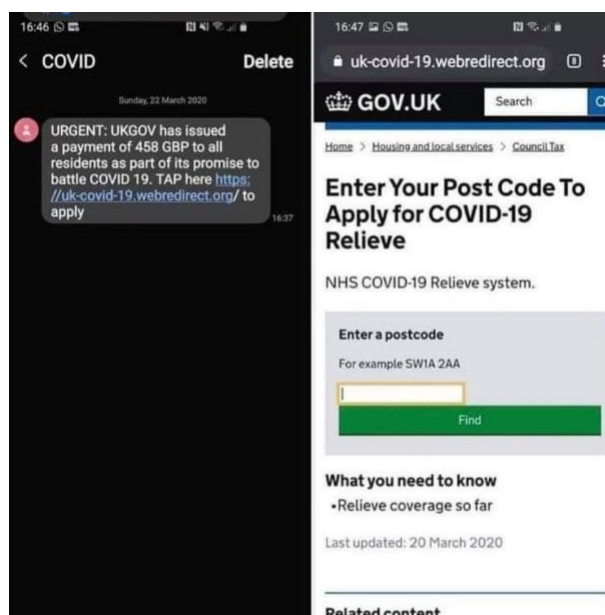 16:46
COVID
Delete
Sunday, 22 March 2020
URGENT: UKGOV has issued
a payment of 458 GBP to all
residents as part of its promise to
battle COVID 19. TAP here https:
//uk-covid-19.webredirect.org/ to
apply
16:37
16:47
uk-covid-19.webredirect.org
GOV.UK
Search
Home > Housing and local services > Council Tax
Enter Your Post Code To
Apply for COVID-19
Relieve
NHS COVID-19 Relieve system.
Enter a postcode
For example SW1A 2AA
Find
What you need to know
•Relieve coverage so far
Last updated: 20 March 2020
Related content